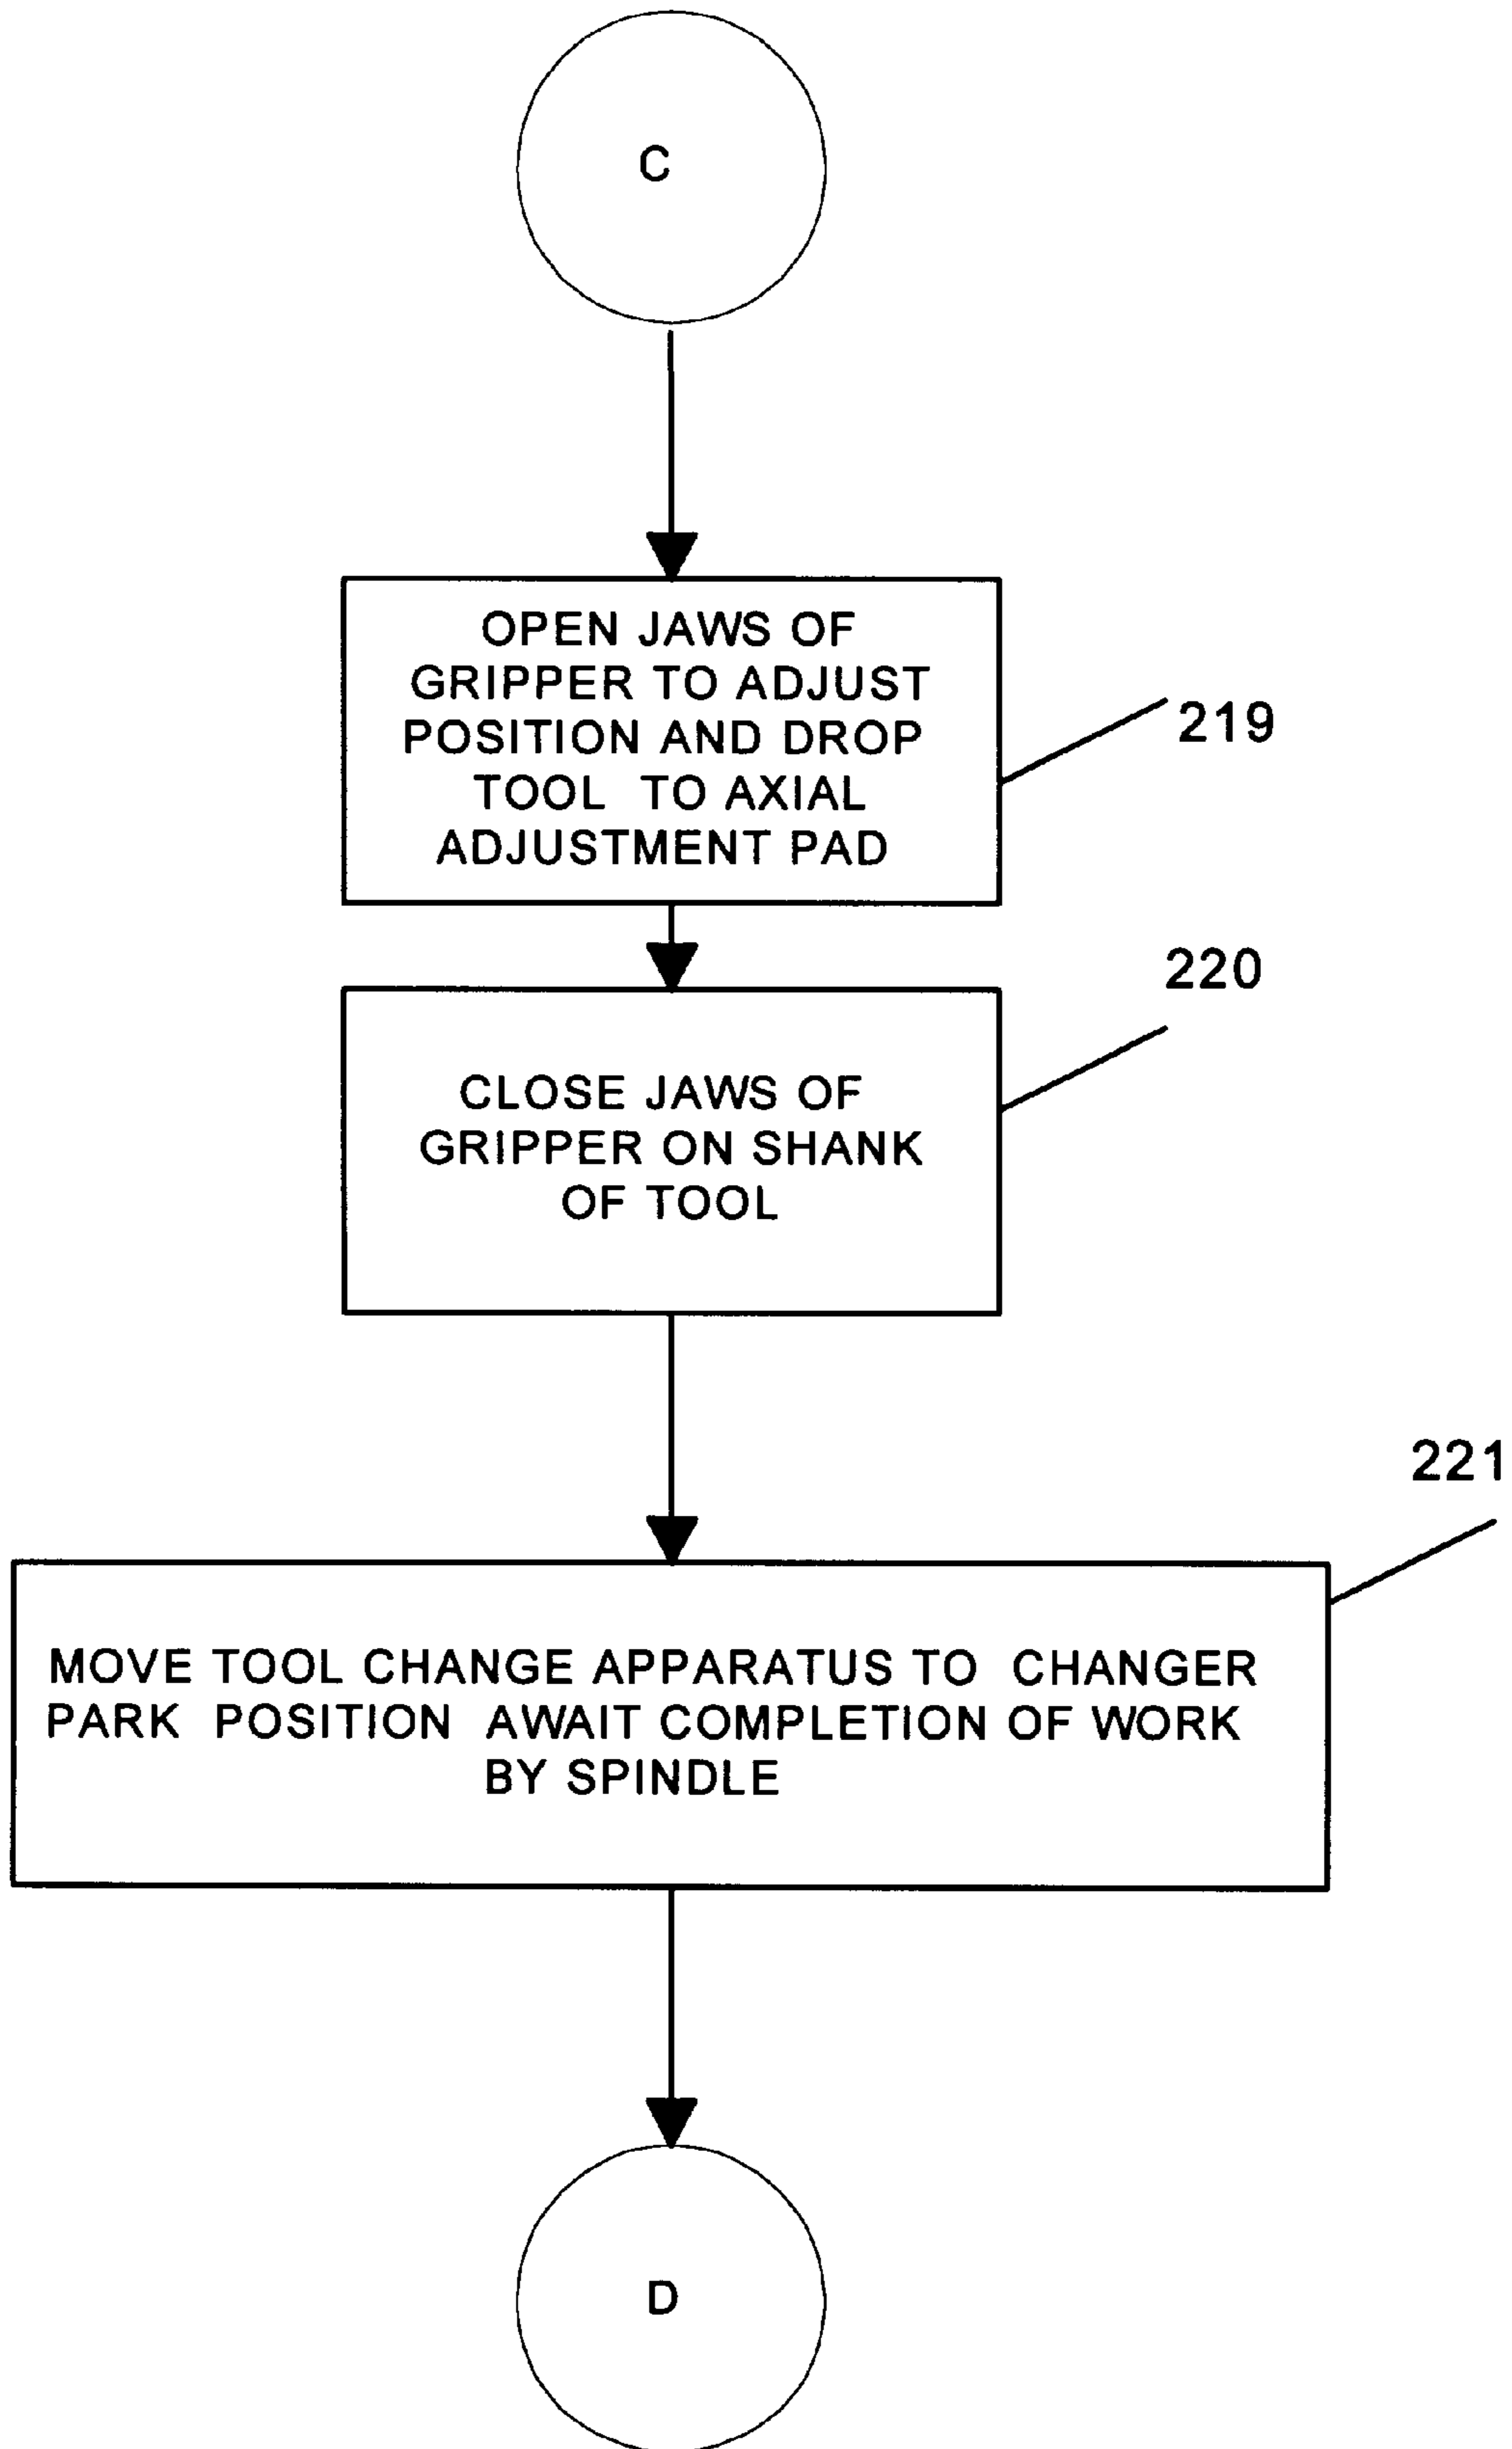 C
OPEN JAWS OF
GRIPPER TO ADJUST
POSITION AND DROP
TOOL TO AXIAL
ADJUSTMENT PAD
219
220
CLOSE JAWS OF
GRIPPER ON SHANK
OF TOOL
221
MOVE TOOL CHANGE APPARATUS TO CHANGER
PARK POSITION AWAIT COMPLETION OF WORK
BY SPINDLE
D